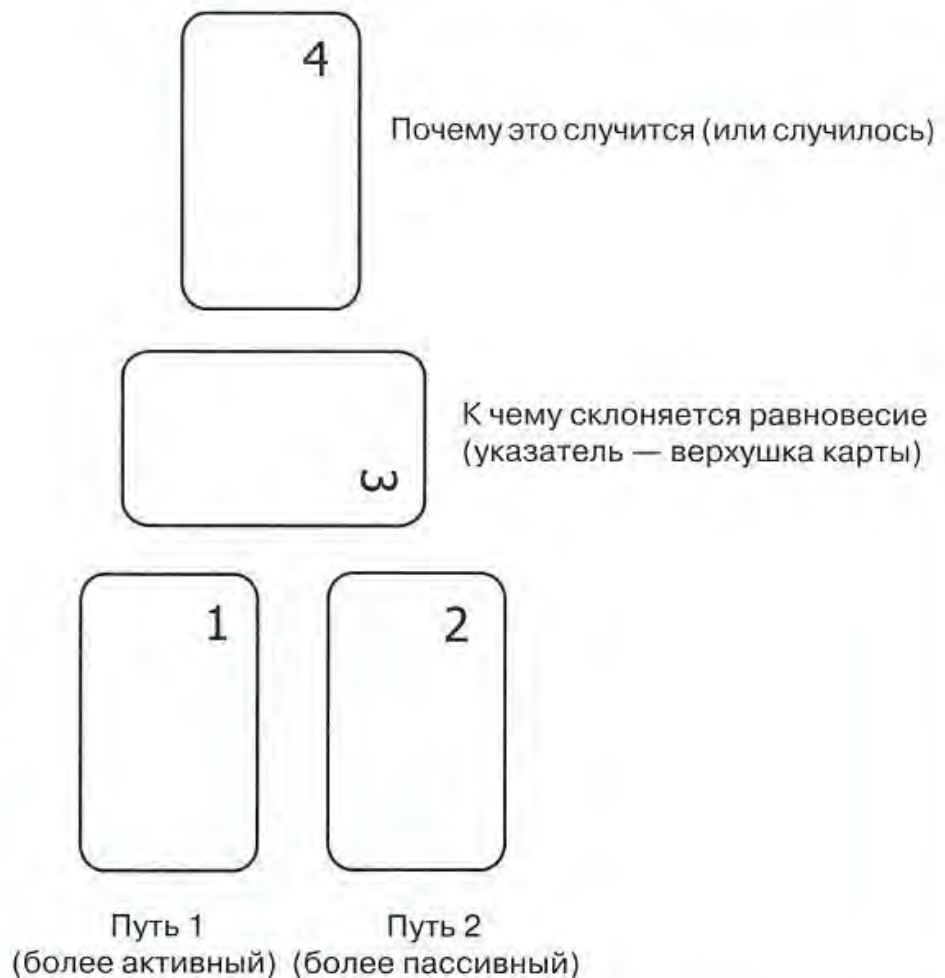 4
Почему это случится (или случилось)
3
К чему склоняется равновесие
(указатель — верхушка карты)
1
2
Путь 1
(более активный)
Путь 2
(более пассивный)